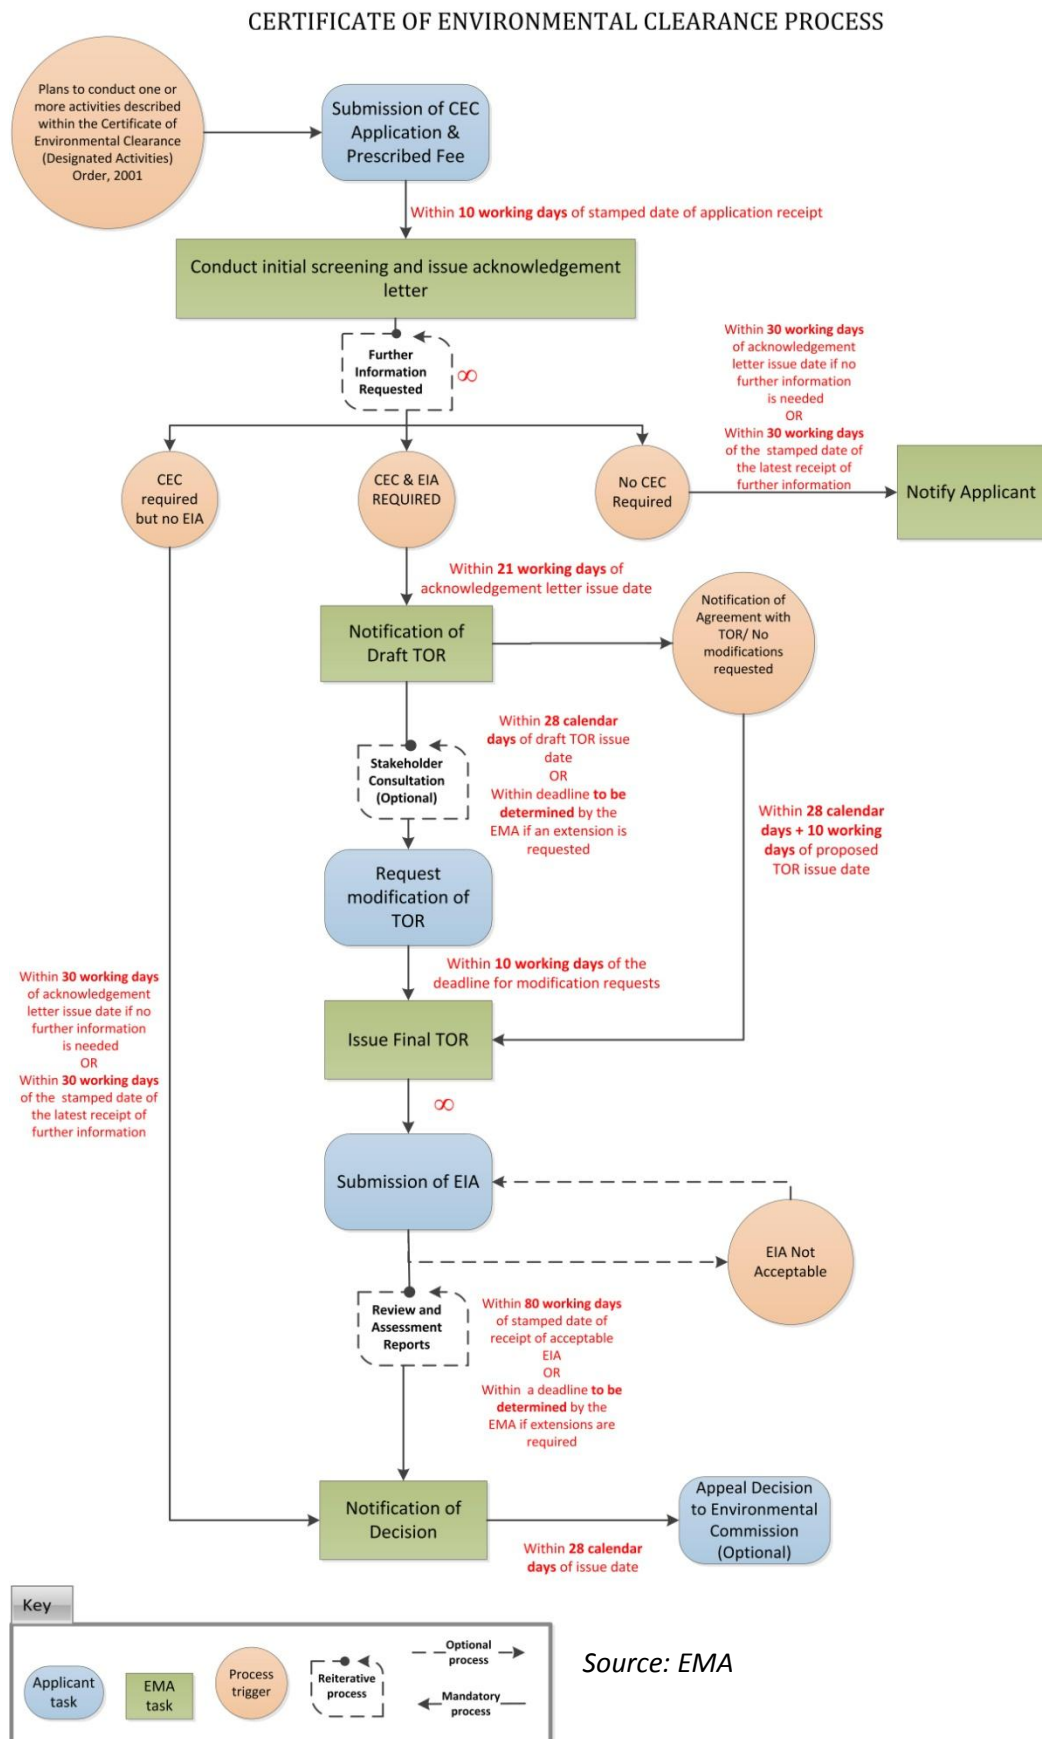 CERTIFICATE OF ENVIRONMENTAL CLEARANCE PROCESS
Plans to conduct one or
more activities described
within the Certificate of
Environmental Clearance
(Designated Activities)
Order, 2001
Submission of CEC
Application &
Prescribed Fee
Within 10 working days of stamped date of application receipt
Conduct initial screening and issue acknowledgement
letter
Further
Information
Requested
∞
Within 30 working days
of acknowledgement
letter issue date if no
further information
is needed
OR
Within 30 working days
of the stamped date of
the latest receipt of
further information
CEC
required
but no EIA
CEC & EIA
REQUIRED
No CEC
Required
Notify Applicant
Within 21 working days of
acknowledgement letter issue date
Notification of
Draft TOR
Notification of
Agreement with
TOR/ No
modifications
requested
Within 28 calendar
days of draft TOR issue
date
OR
Within deadline to be
determined by the
EMA if an extension is
requested
Stakeholder
Consultation
(Optional)
Within 28 calendar
days + 10 working
days of proposed
TOR issue date
Request
modification of
TOR
Within 10 working days of the
deadline for modification requests
Within 30 working days
of acknowledgement
letter issue date if no
further information
is needed
OR
Within 30 working days
of the stamped date of
the latest receipt of
further information
Issue Final TOR
∞
Submission of EIA
EIA Not
Acceptable
Review and
Assessment
Reports
Within 80 working days
of stamped date of
receipt of acceptable
EIA
OR
Within a deadline to be
determined by the
EMA if extensions are
required
Notification of
Decision
Within 28 calendar
days of issue date
Appeal Decision
to Environmental
Commission
(Optional)
Key
Applicant
task
EMA
task
Process
trigger
Reiterative
process
Optional
process
Mandatory
process
Source: EMA